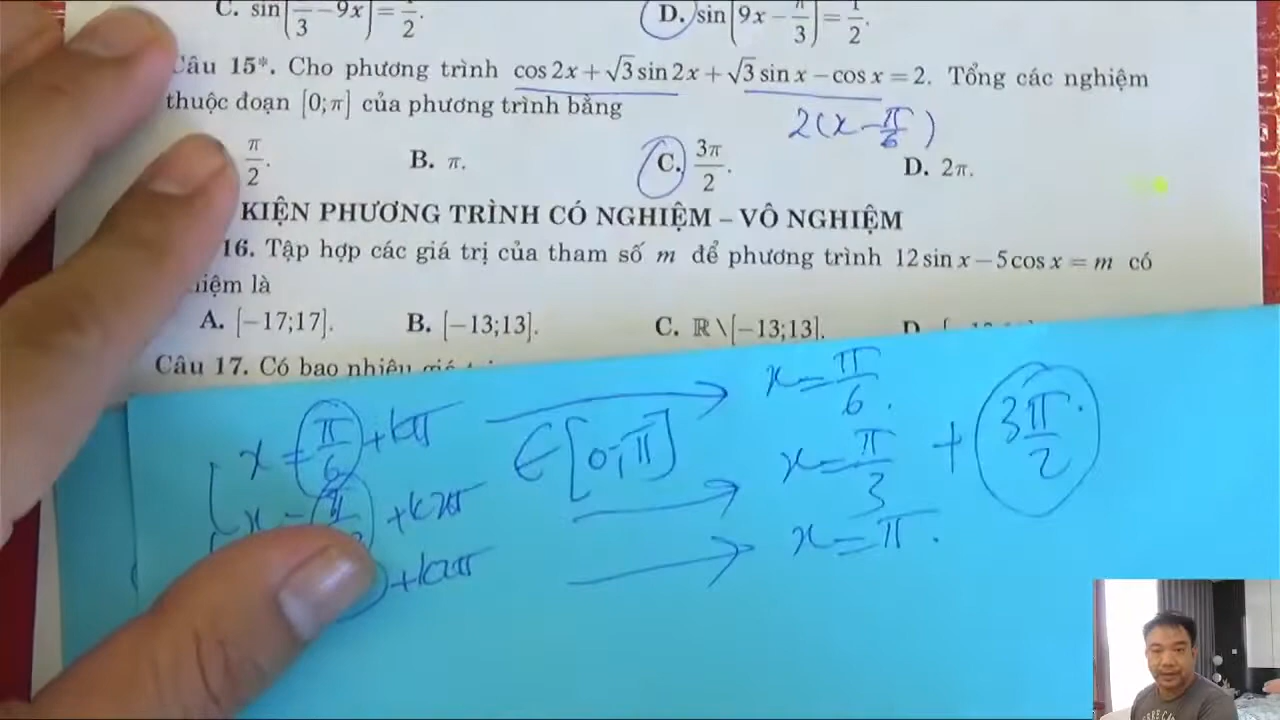 C. sin(π/3 − 9x) = 1/2.  D. sin(9x − π/3) = 1/2.
Câu 15*. Cho phương trình cos 2x + √3 sin 2x + √3 sin x − cos x = 2. Tổng các nghiệm
thuộc đoạn [0; π] của phương trình bằng
2(x − π/6)
π/2.  B. π.  C. 3π/2.  D. 2π.
KIỆN PHƯƠNG TRÌNH CÓ NGHIỆM – VÔ NGHIỆM
16. Tập hợp các giá trị của tham số m để phương trình 12 sin x − 5 cos x = m có
là
A. [−17;17].  B. [−13;13].  C. ℝ \ [−13;13].  D.
Câu 17. Có bao nhiêu
x = π/6 + kπ  ∈ [0; π]  x = π/6.
x =  + k2π  x = π/3  + 3π/2.
+ k2π  x = π.